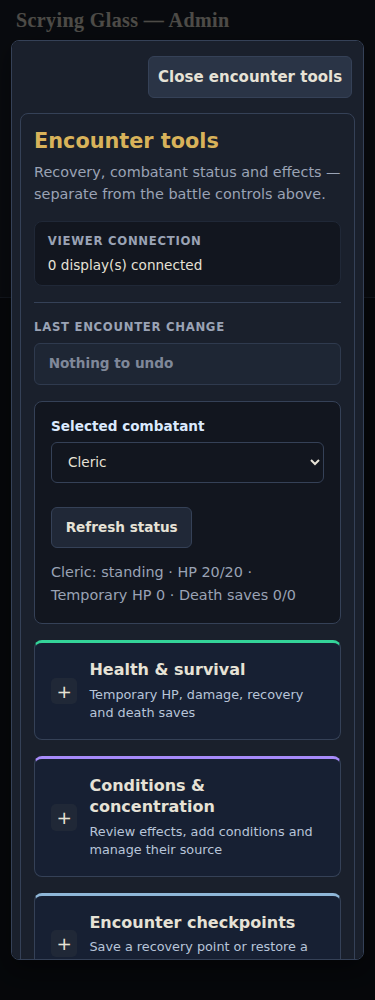 Scrying Glass — Admin
Close encounter tools
Encounter tools
Recovery, combatant status and effects —
separate from the battle controls above.
VIEWER CONNECTION
0 display(s) connected
LAST ENCOUNTER CHANGE
Nothing to undo
Selected combatant
Cleric
Refresh status
Cleric: standing · HP 20/20 ·
Temporary HP 0 · Death saves 0/0
+
Health & survival
Temporary HP, damage, recovery
and death saves
+
Conditions &
concentration
Review effects, add conditions and
manage their source
+
Encounter checkpoints
Save a recovery point or restore a